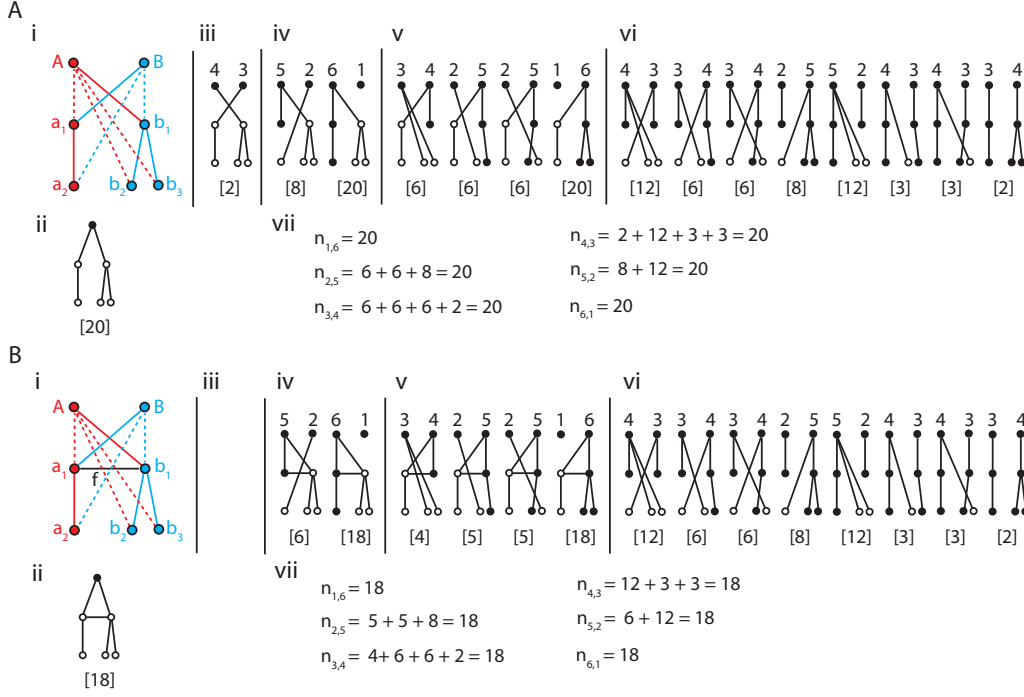 A
i
iii
iv
v
vi
A B
a1 b1
a2 b2 b3
4 3
5 2 6 1
3 4 2 5 2 5 1 6
4 3 3 4 3 4 2 5 5 2 4 3 4 3 3 4
[2]
[8] [20]
[6] [6] [6] [20]
[12] [6] [6] [8] [12] [3] [3] [2]
ii
[20]
vii
n1,6 = 20
n2,5 = 6 + 6 + 8 = 20
n3,4 = 6 + 6 + 6 + 2 = 20
n4,3 = 2 + 12 + 3 + 3 = 20
n5,2 = 8 + 12 = 20
n6,1 = 20
B
i
iii
iv
v
vi
A B
a1 f b1
a2 b2 b3
5 2 6 1
3 4 2 5 2 5 1 6
4 3 3 4 3 4 2 5 5 2 4 3 4 3 3 4
[6] [18]
[4] [5] [5] [18]
[12] [6] [6] [8] [12] [3] [3] [2]
ii
[18]
vii
n1,6 = 18
n2,5 = 5 + 5 + 8 = 18
n3,4 = 4+ 6 + 6 + 2 = 18
n4,3 = 12 + 3 + 3 = 18
n5,2 = 6 + 12 = 18
n6,1 = 18